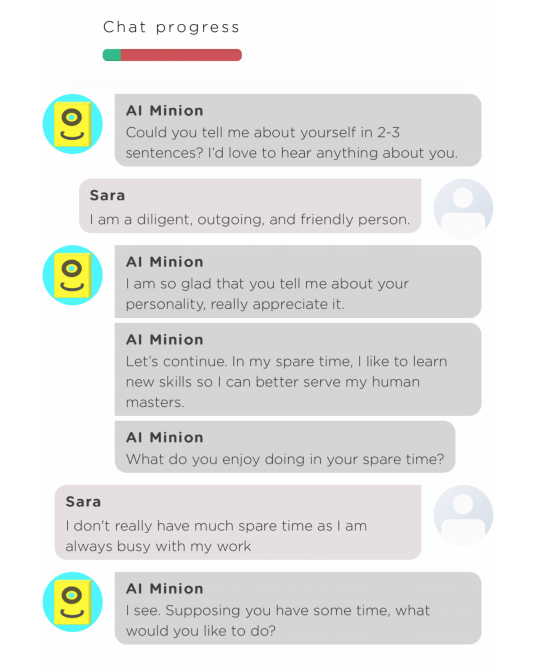 Chat progress
AI Minion
Could you tell me about yourself in 2-3
sentences? I'd love to hear anything about you.
Sara
I am a diligent, outgoing, and friendly person.
AI Minion
I am so glad that you tell me about your
personality, really appreciate it.
AI Minion
Let's continue. In my spare time, I like to learn
new skills so I can better serve my human
masters.
AI Minion
What do you enjoy doing in your spare time?
Sara
I don't really have much spare time as I am
always busy with my work
AI Minion
I see. Supposing you have some time, what
would you like to do?